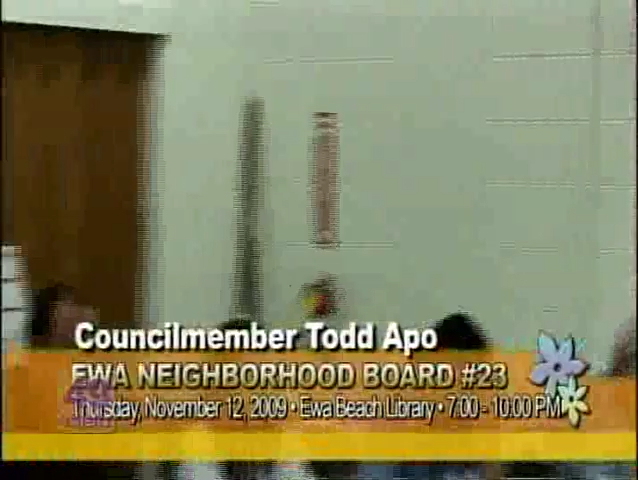 Councilmember Todd Apo
EWA NEIGHBORHOOD BOARD #23
Thursday, November 12, 2009 • Ewa Beach Library • 7:00 - 10:00 PM